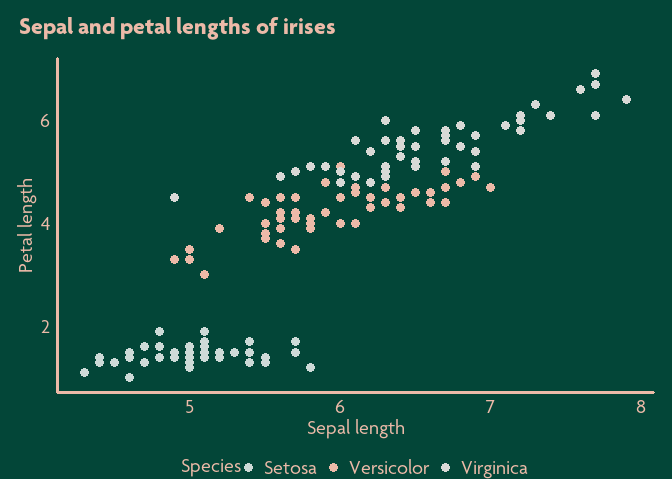 Sepal and petal lengths of irises
Petal length
6
4
2
5 6 7 8
Sepal length
Species Setosa Versicolor Virginica